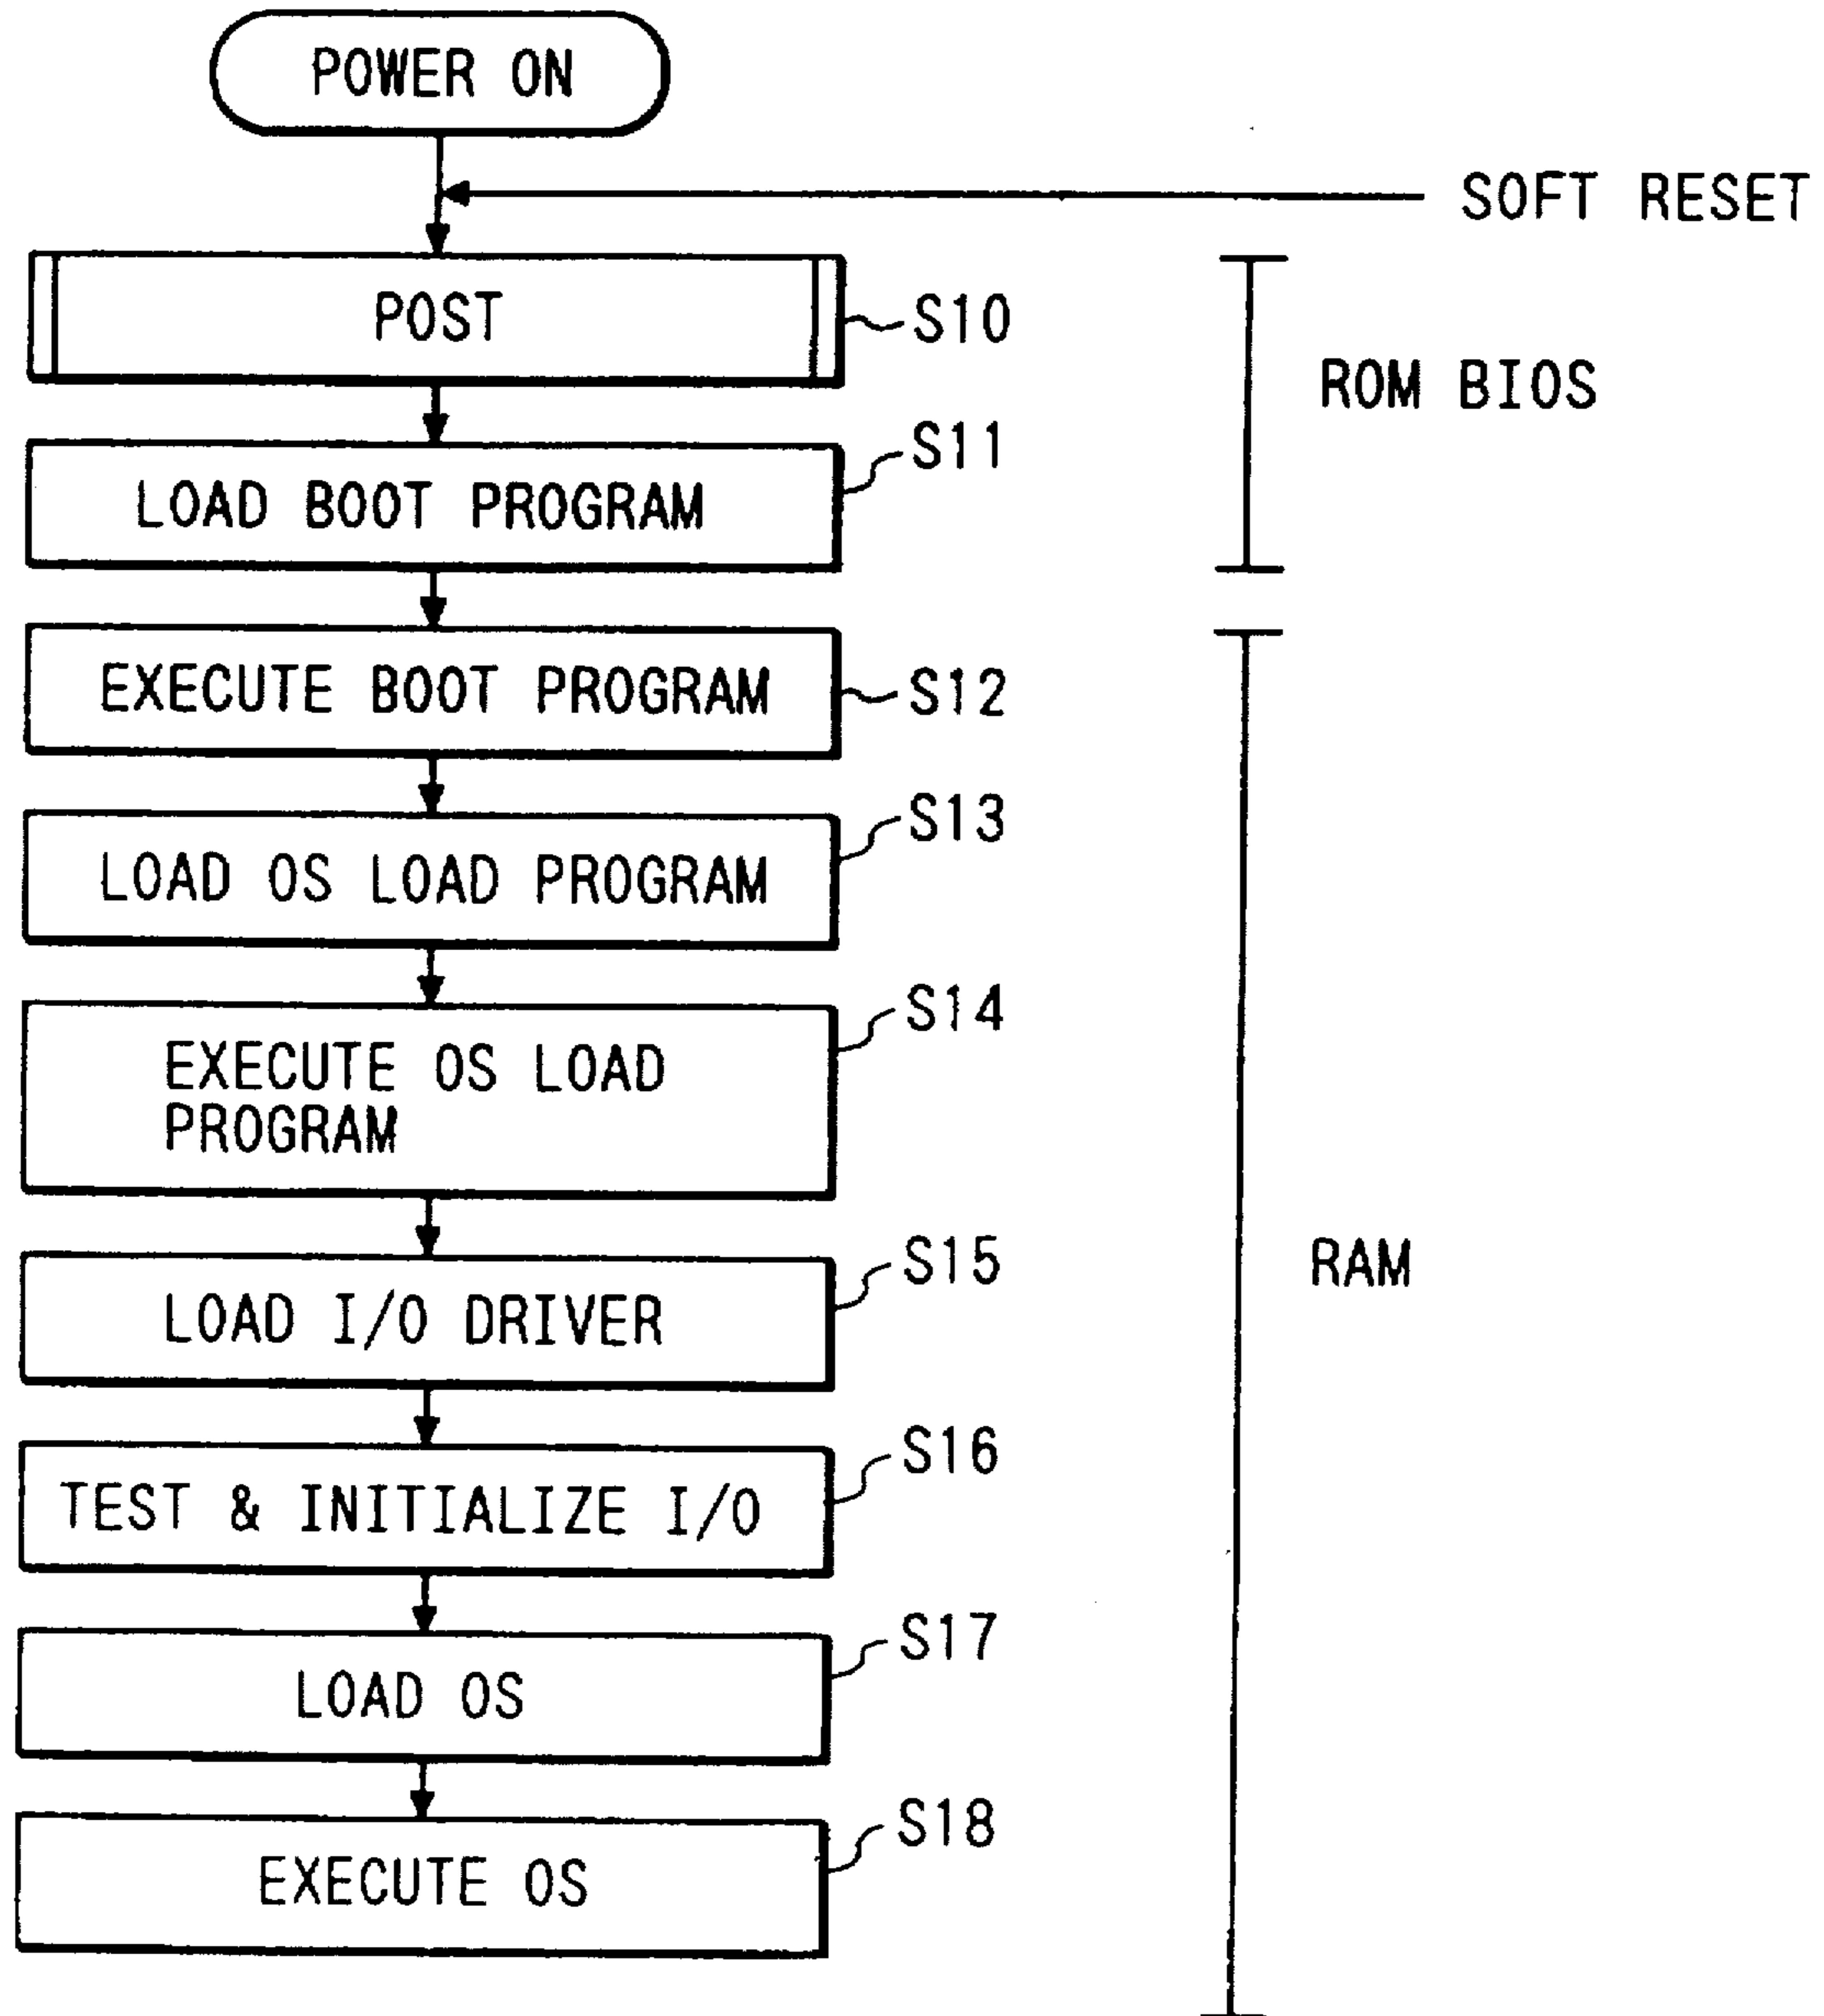 POWER ON
SOFT RESET
POST
S10
ROM BIOS
S11
LOAD BOOT PROGRAM
EXECUTE BOOT PROGRAM
S12
S13
LOAD OS LOAD PROGRAM
S14
EXECUTE OS LOAD
PROGRAM
S15
RAM
LOAD I/O DRIVER
S16
TEST & INITIALIZE I/O
S17
LOAD OS
S18
EXECUTE OS